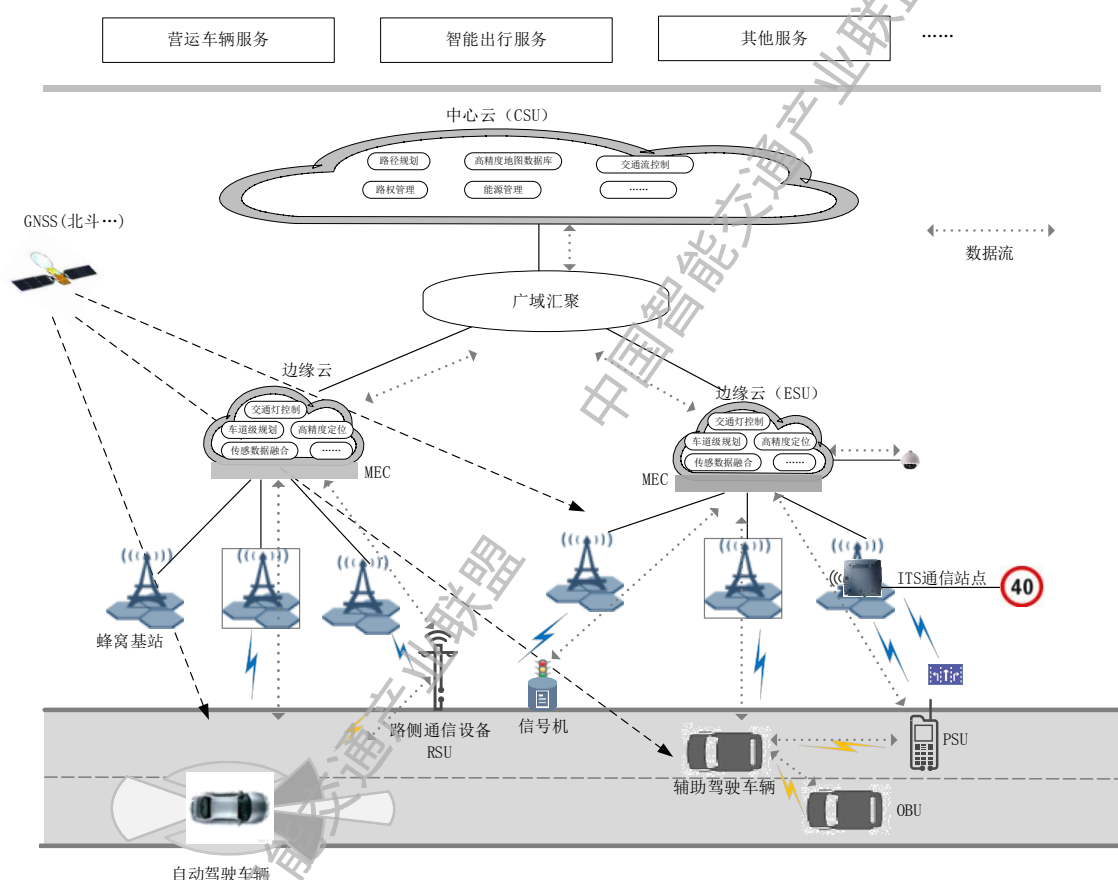 营运车辆服务
智能出行服务
其他服务
……
中心云（CSU）
路径规划
高精度地图数据库
交通流控制
路权管理
能源管理
……
GNSS(北斗…)
数据流
广域汇聚
边缘云
交通灯控制
车道级规划
高精度定位
传感数据融合
……
MEC
边缘云（ESU）
交通灯控制
车道级规划
高精度定位
传感数据融合
……
MEC
ITS通信站点
40
蜂窝基站
路侧通信设备
RSU
信号机
PSU
辅助驾驶车辆
OBU
自动驾驶车辆
中国智能交通产业联
能交通产业联盟